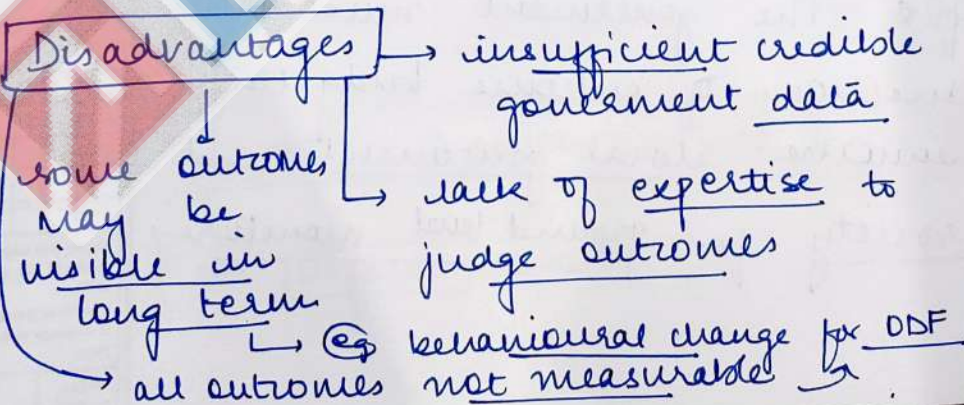 Disadvantages → insufficient credible
government data
↓
some outcomes
may be
visible in
long term
→ lack of expertise to
judge outcomes
↳ eg behavioural change for ODF
→ all outcomes not measurable